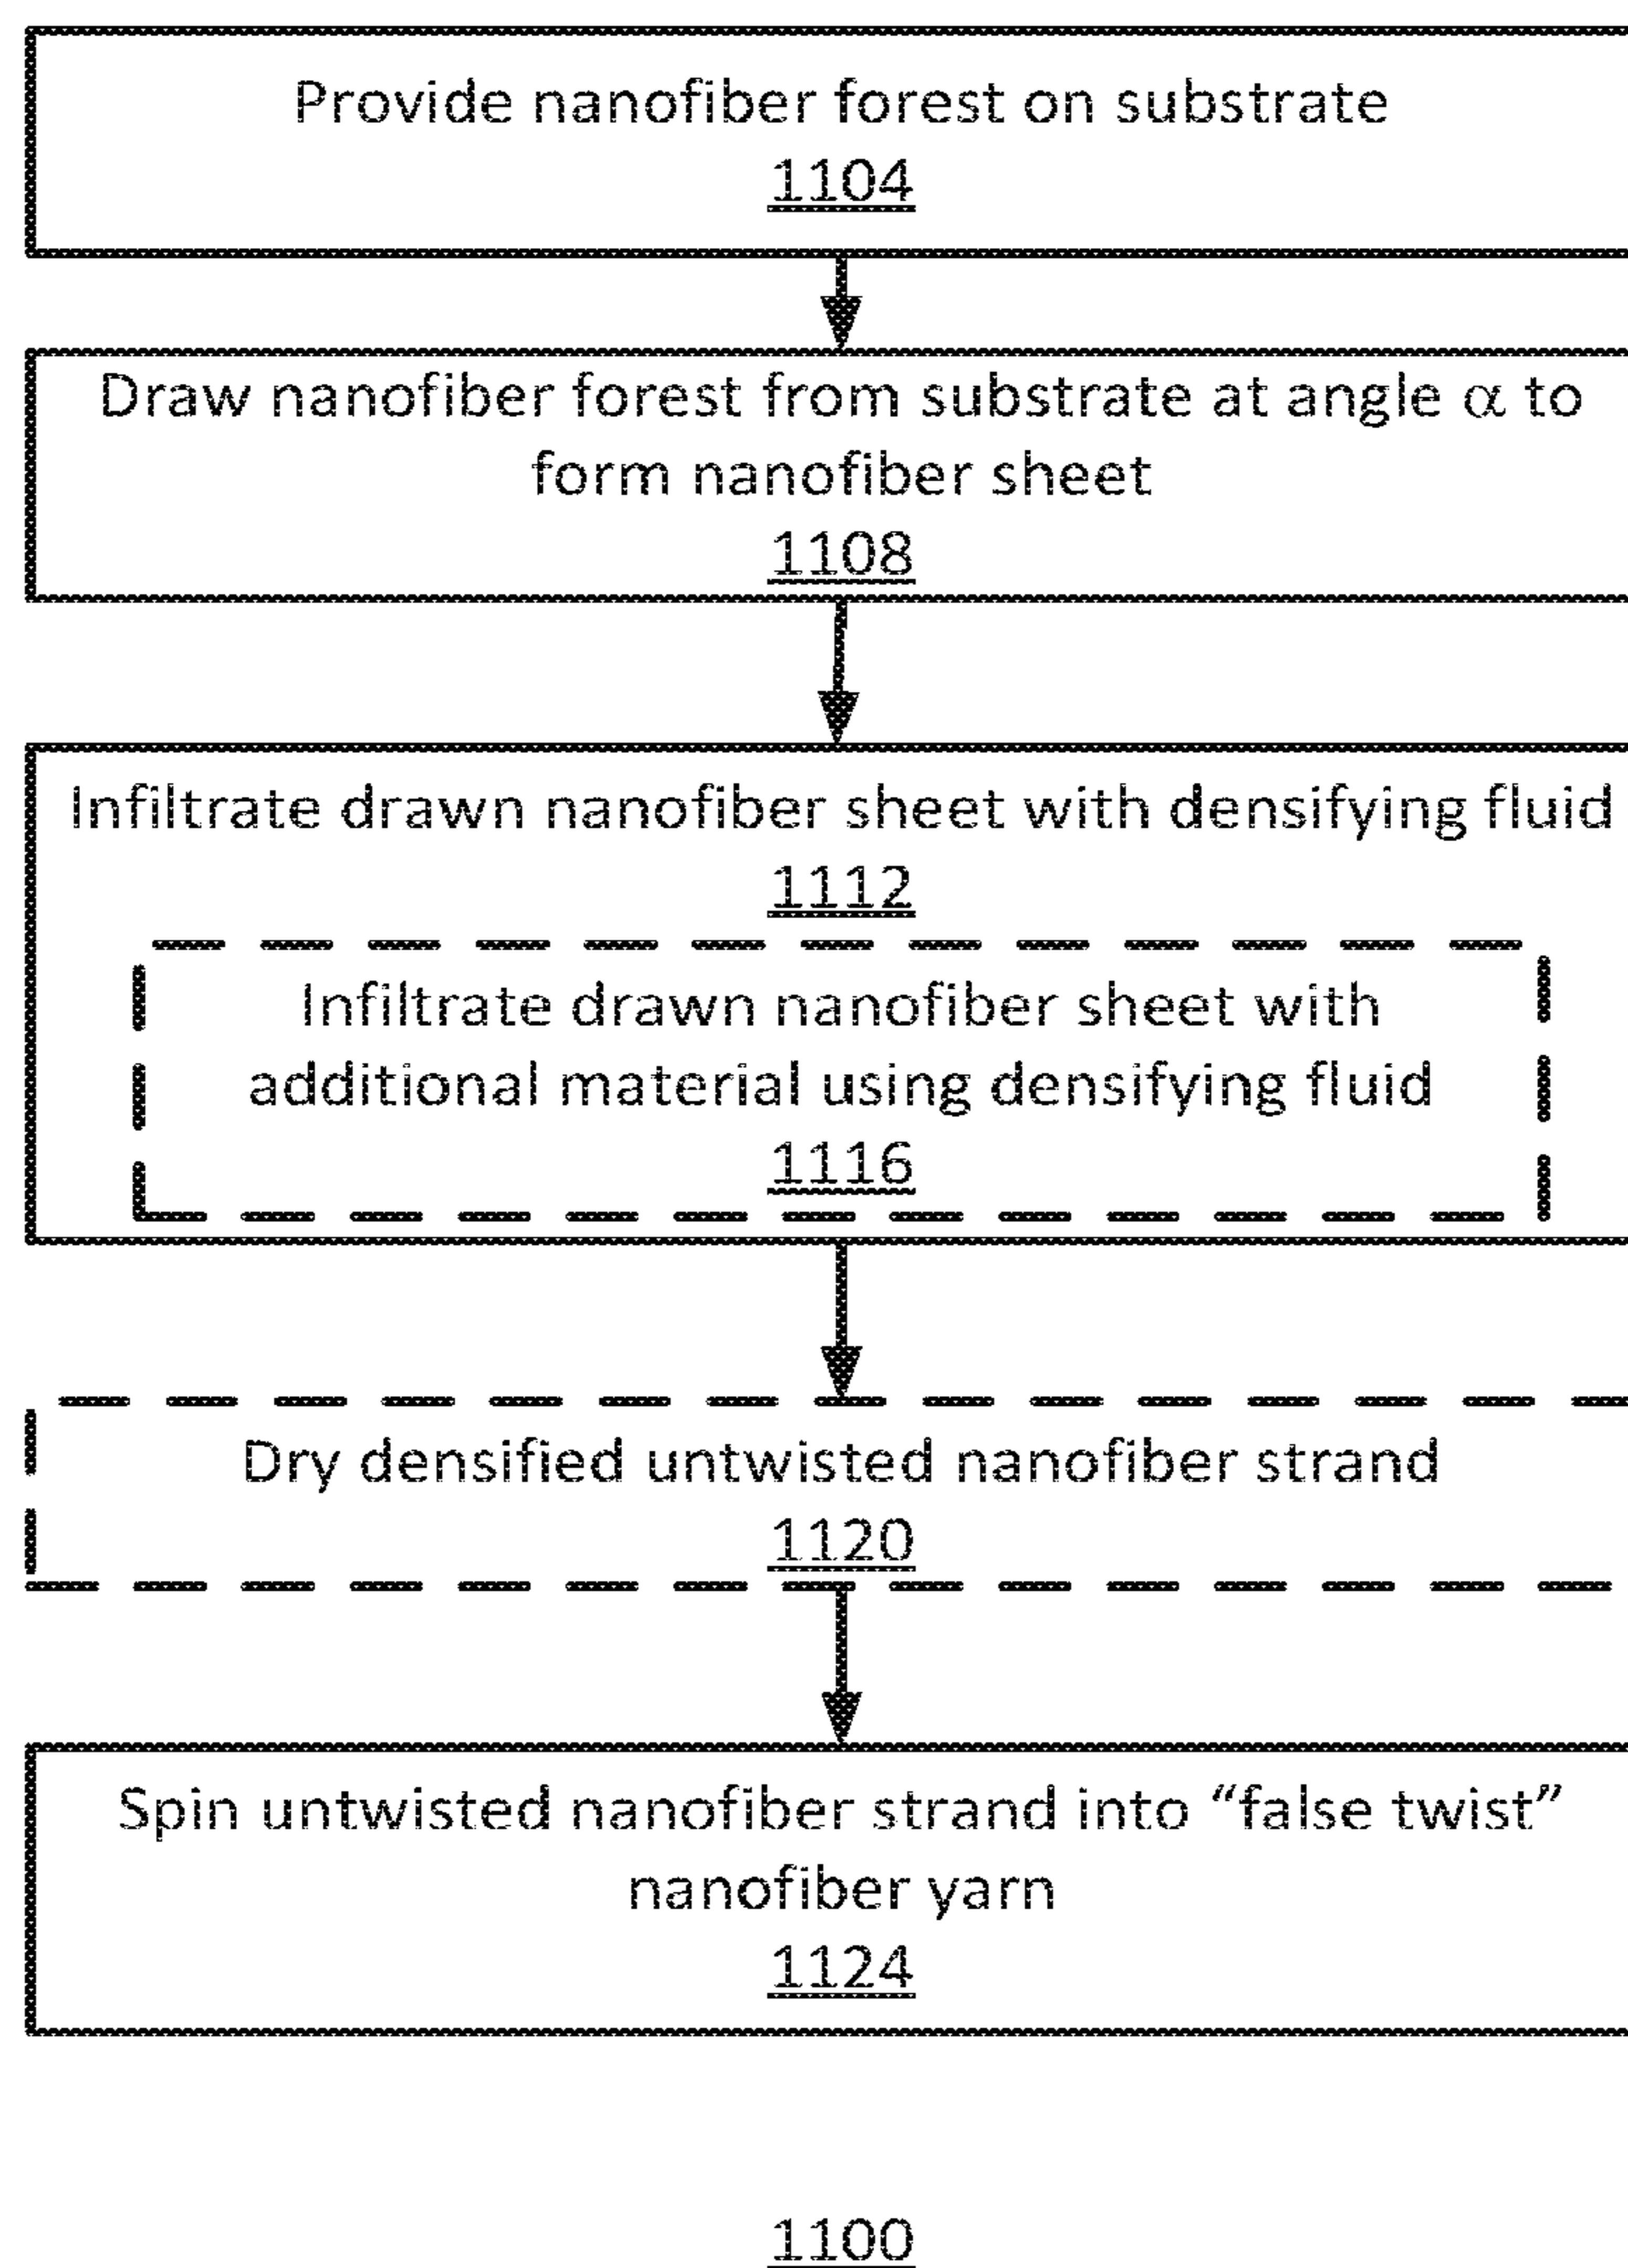 Provide nanofiber forest on substrate
1104
Draw nanofiber forest from substrate at angle α to
form nanofiber sheet
1108
Infiltrate drawn nanofiber sheet with densifying fluid
1112
Infiltrate drawn nanofiber sheet with
additional material using densifying fluid
1116
Dry densified untwisted nanofiber strand
1120
Spin untwisted nanofiber strand into “false twist”
nanofiber yarn
1124
1100